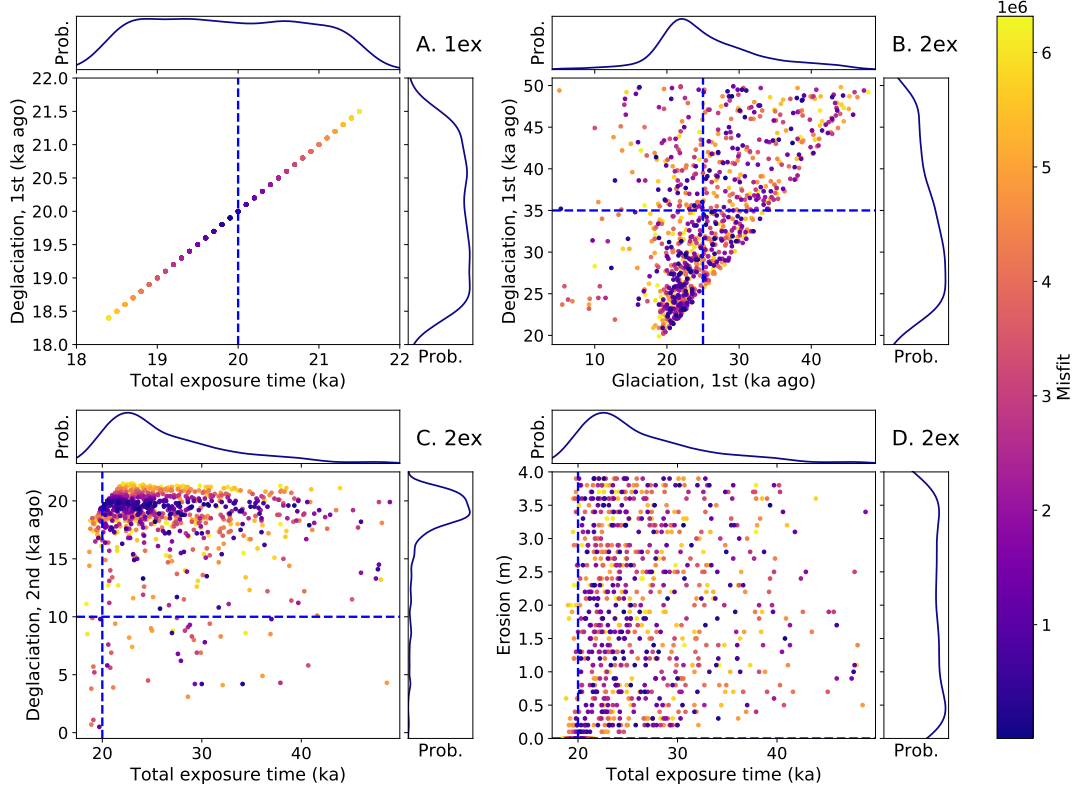 Prob.
A. 1ex
Deglaciation, 1st (ka ago)
22.0
21.5
21.0
20.5
20.0
19.5
19.0
18.5
18.0
18 19 20 21 22
Total exposure time (ka)
Prob.
Prob.
B. 2ex
Deglaciation, 1st (ka ago)
50
45
40
35
30
25
20
10 20 30 40
Glaciation, 1st (ka ago)
Prob.
1e6
6
5
4
3
2
1
Misfit
Prob.
C. 2ex
Deglaciation, 2nd (ka ago)
20
15
10
5
0
20 30 40
Total exposure time (ka)
Prob.
Prob.
D. 2ex
Erosion (m)
4.0
3.5
3.0
2.5
2.0
1.5
1.0
0.5
0.0
20 30 40
Total exposure time (ka)
Prob.